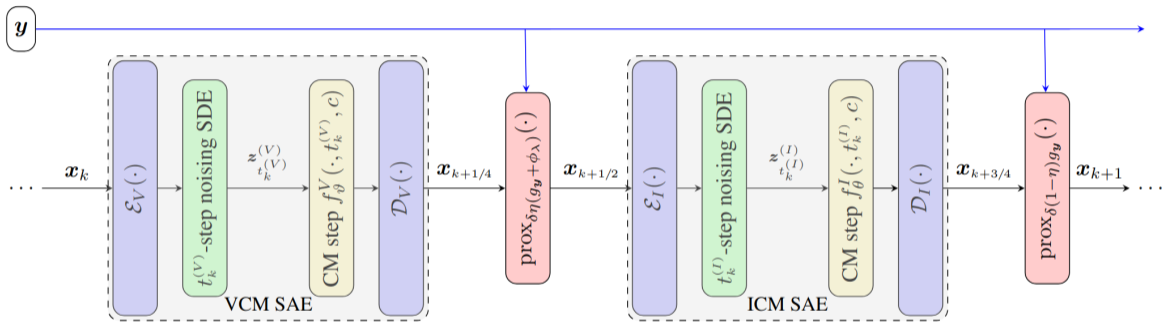 y
⋯
x_k
ℰ_V(·)
t_k^{(V)}-step noising SDE
z_{t_k^{(V)}}^{(V)}
CM step f_ϑ^V(·, t_k^{(V)}, c)
𝒟_V(·)
VCM SAE
x_{k+1/4}
prox_{δη(g_y+ϕ_λ)}(·)
x_{k+1/2}
ℰ_I(·)
t_k^{(I)}-step noising SDE
z_{t_k^{(I)}}^{(I)}
CM step f_θ^I(·, t_k^{(I)}, c)
𝒟_I(·)
ICM SAE
x_{k+3/4}
prox_{δ(1−η)g_y}(·)
x_{k+1}
⋯